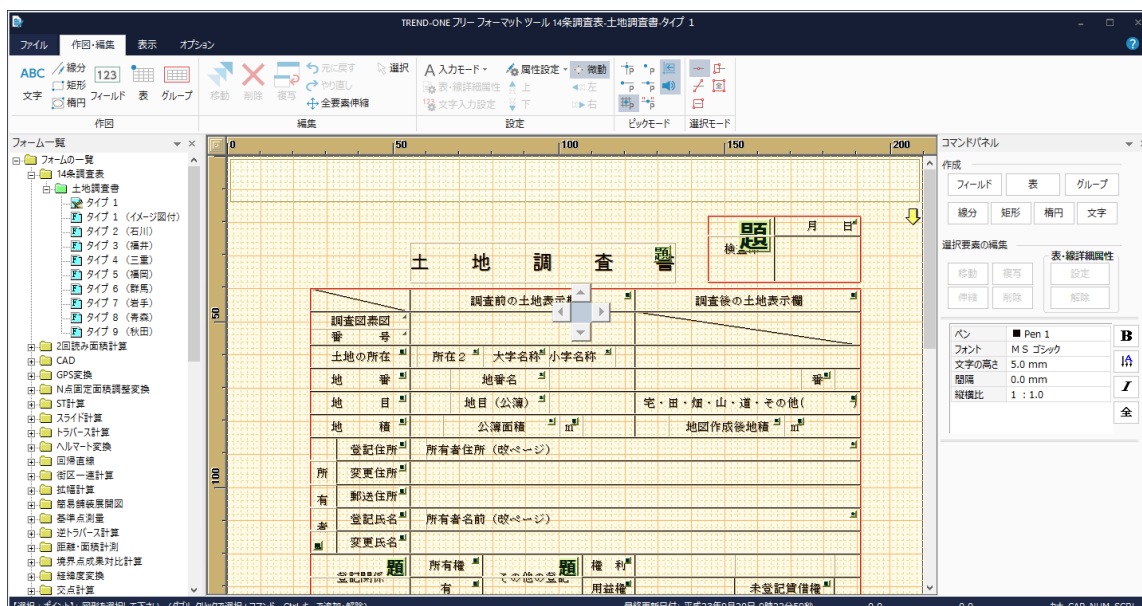 TREND-ONE フリー フォーマット ツール 14条調査表-土地調査書-タイプ 1
ファイル 作図・編集 表示 オプション
ABC 線分 123 元に戻す 選択 A 入力モード 属性設定 微動
矩形 やり直し 表・線詳細属性 上 左
文字 楕円 フィールド 表 グループ 移動 削除 複写 全要素伸縮 123 文字入力設定 下 右
作図 編集 設定 ピックモード 選択モード
フォーム一覧
フォームの一覧
14条調査表
土地調査書
タイプ 1
タイプ 1 (イメージ図付)
タイプ 2 (石川)
タイプ 3 (福井)
タイプ 4 (三重)
タイプ 5 (福岡)
タイプ 6 (群馬)
タイプ 7 (岩手)
タイプ 8 (青森)
タイプ 9 (秋田)
2回読み面積計算
CAD
GPS変換
N点固定面積調整変換
ST計算
スライド計算
トラバース計算
ヘルマート変換
回帰直線
街区一連計算
拡幅計算
簡易舗装展開図
基準点測量
逆トラバース計算
距離・面積計測
境界点成果対比計算
経緯度変換
交点計算
0 50 100 150 200
50
100
題 月 日
検査
土 地 調 査 書 題
調査前の土地表示欄 調査後の土地表示欄
調査図素図
番 号
土地の所在 所在2 大字名称 小字名称
地 番 地番名 番
地 目 地目(公簿) 宅・田・畑・山・道・その他( )
地 積 公簿面積 ㎡ 地図作成後地積 ㎡
登記住所 所有者住所(改ページ)
所 変更住所
有 郵送住所
者 登記氏名 所有者名前(改ページ)
変更氏名
登記関係 題 所有権 その他の登記 題 権 利
有 用益権 未登記賃借権
コマンドパネル
作成
フィールド 表 グループ
線分 矩形 楕円 文字
選択要素の編集 表・線詳細属性
移動 複写 設定
伸縮 削除 解除
ペン Pen 1 B
フォント ＭＳ ゴシック
文字の高さ 5.0 mm
間隔 0.0 mm I
縦横比 1 : 1.0
全